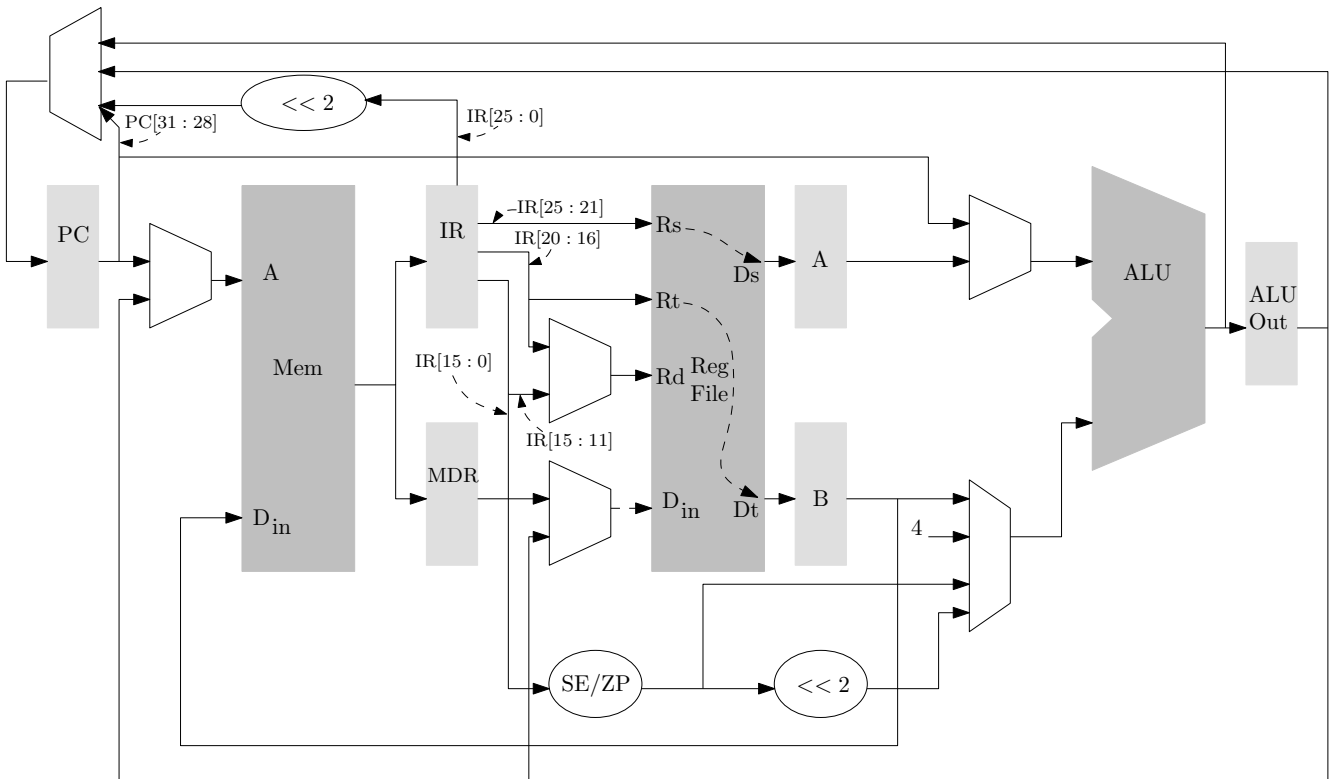 << 2
IR[25 : 0]
PC[31 : 28]
PC
A
Mem
D in
IR
MDR
IR[25 : 21]
IR[20 : 16]
IR[15 : 0]
IR[15 : 11]
Rs
Ds
Rt
Rd
Reg
File
D in
Dt
A
B
4
SE/ZP
<< 2
ALU
ALU
Out